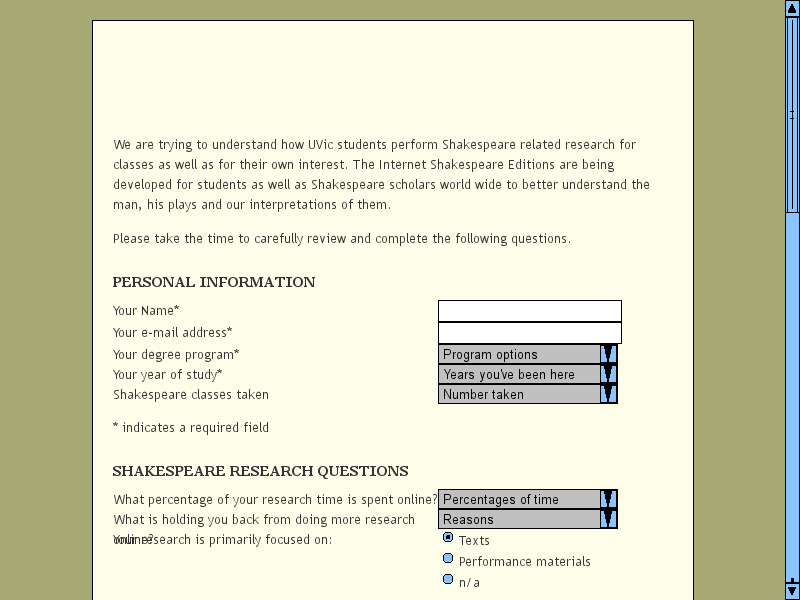 We are trying to understand how UVic students perform Shakespeare related research for
classes as well as for their own interest. The Internet Shakespeare Editions are being
developed for students as well as Shakespeare scholars world wide to better understand the
man, his plays and our interpretations of them.
Please take the time to carefully review and complete the following questions.
PERSONAL INFORMATION
Your Name*
Your e-mail address*
Your degree program* Program options
Your year of study* Years you've been here
Shakespeare classes taken Number taken
* indicates a required field
SHAKESPEARE RESEARCH QUESTIONS
What percentage of your research time is spent online? Percentages of time
What is holding you back from doing more research Reasons
online?
Your research is primarily focused on: Texts
Performance materials
n/a